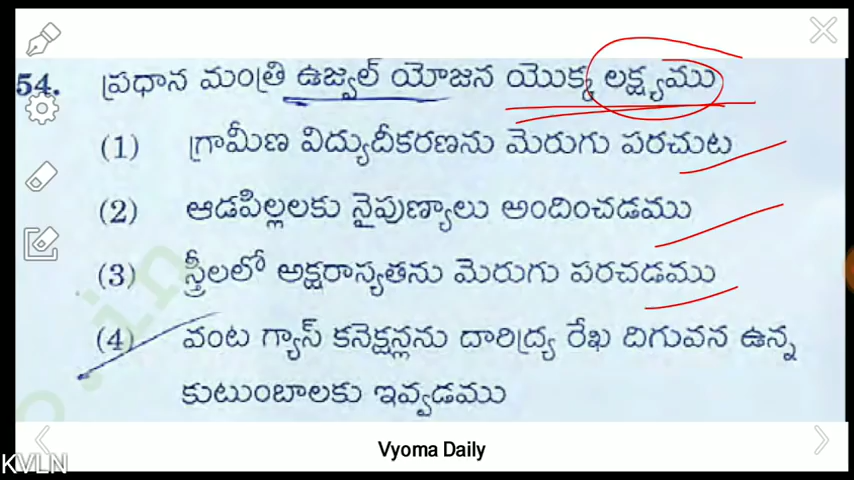 54. ప్రధాన మంత్రి ఉజ్వల్ యోజన యొక్క లక్ష్యము
(1) గ్రామీణ విద్యుదీకరణను మెరుగు పరచుట
(2) ఆడపిల్లలకు నైపుణ్యాలు అందించడము
(3) స్త్రీలలో అక్షరాస్యతను మెరుగు పరచడము
(4) వంట గ్యాస్ కనెక్షన్లను దారిద్ర్య రేఖ దిగువన ఉన్న
కుటుంబాలకు ఇవ్వడము
Vyoma Daily
KVLN